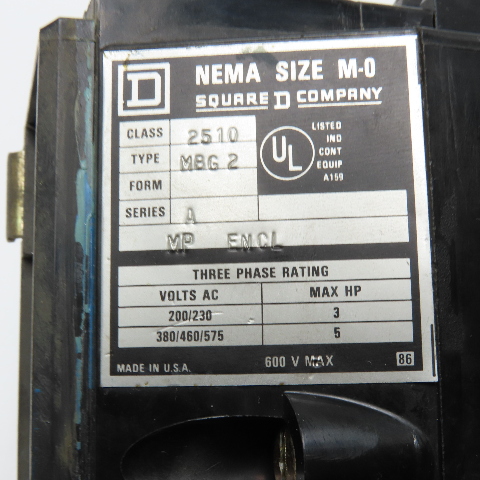 D NEMA SIZE M-0
SQUARE D COMPANY
CLASS 2510
TYPE MBG 2
FORM
SERIES A
MP ENCL
UL
LISTED
IND
CONT
EQUIP
A159
THREE PHASE RATING
VOLTS AC MAX HP
200/230 3
380/460/575 5
MADE IN U.S.A. 600 V MAX 86